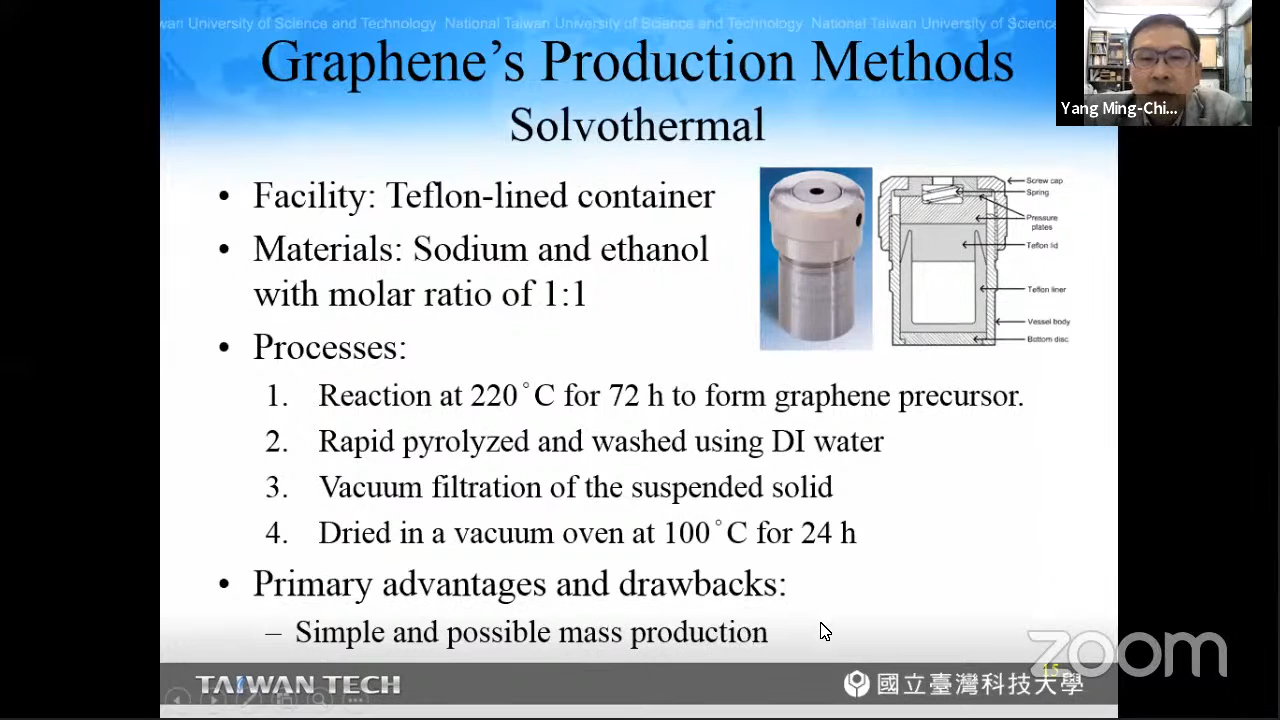 wan University of Science and Technology National Taiwan University of Science and Technology National Taiwan University of Science
Graphene's Production Methods
Solvothermal
Yang Ming-Chi...
• Facility: Teflon-lined container
• Materials: Sodium and ethanol
with molar ratio of 1:1
Screw cap
Spring
Pressure
plates
Teflon lid
Teflon liner
Vessel body
Bottom disc
• Processes:
1. Reaction at 220°C for 72 h to form graphene precursor.
2. Rapid pyrolyzed and washed using DI water
3. Vacuum filtration of the suspended solid
4. Dried in a vacuum oven at 100°C for 24 h
• Primary advantages and drawbacks:
– Simple and possible mass production
zoom
15
TAIWAN TECH
國立臺灣科技大學